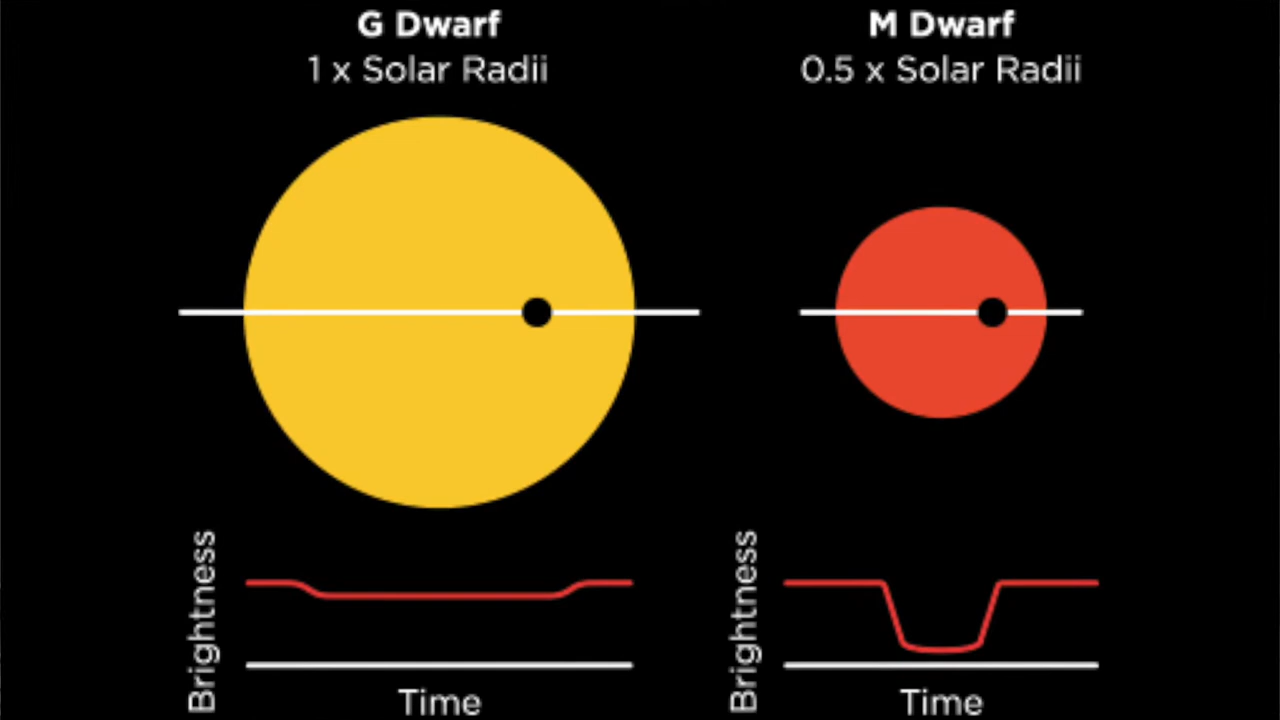 G Dwarf
1 x Solar Radii
M Dwarf
0.5 x Solar Radii
Brightness
Time
Brightness
Time